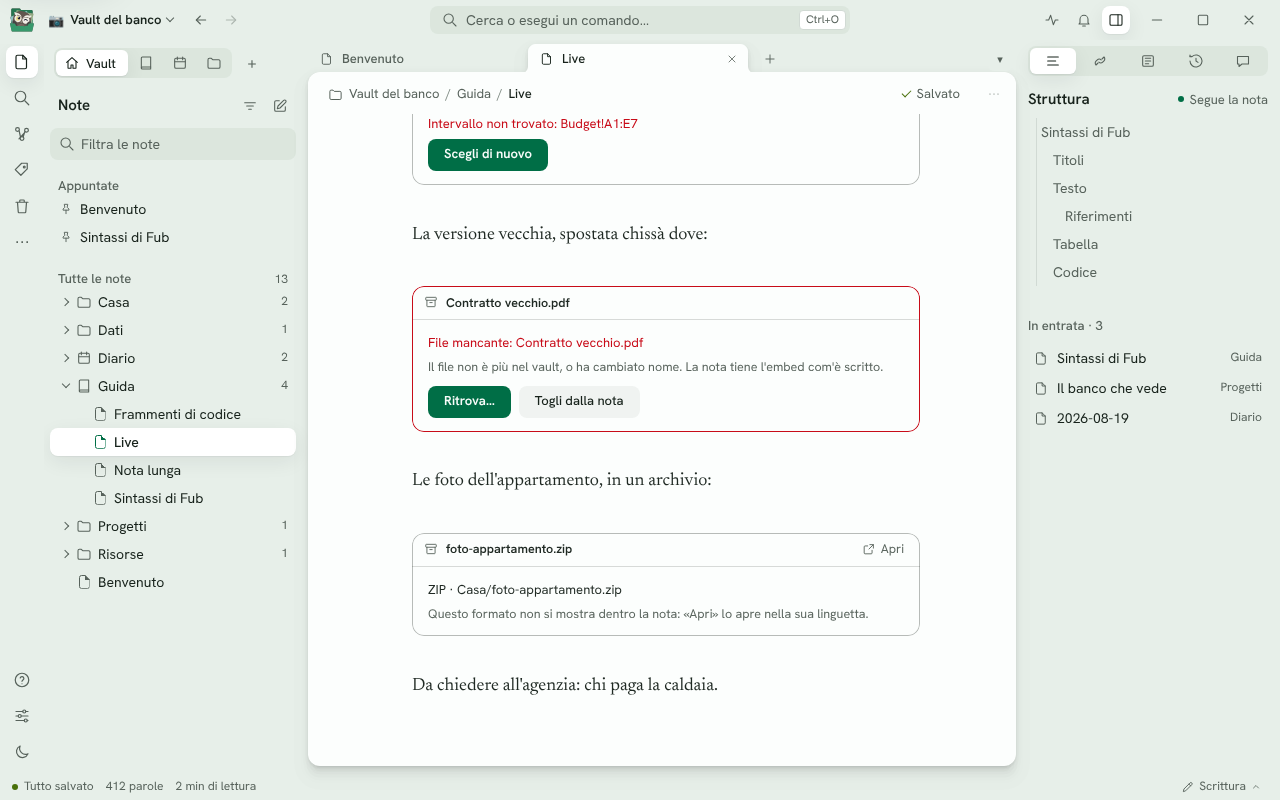 Vault del banco
Cerca o esegui un comando...
Ctrl+O
Vault
Note
Filtra le note
Appuntate
Benvenuto
Sintassi di Fub
Tutte le note 13
Casa 2
Dati 1
Diario 2
Guida 4
Frammenti di codice
Live
Nota lunga
Sintassi di Fub
Progetti 1
Risorse 1
Benvenuto
Benvenuto
Live
Vault del banco / Guida / Live
Salvato
Intervallo non trovato: Budget!A1:E7
Scegli di nuovo
La versione vecchia, spostata chissà dove:
Contratto vecchio.pdf
File mancante: Contratto vecchio.pdf
Il file non è più nel vault, o ha cambiato nome. La nota tiene l'embed com'è scritto.
Ritrova... Togli dalla nota
Le foto dell'appartamento, in un archivio:
foto-appartamento.zip Apri
ZIP · Casa/foto-appartamento.zip
Questo formato non si mostra dentro la nota: «Apri» lo apre nella sua linguetta.
Da chiedere all'agenzia: chi paga la caldaia.
Struttura Segue la nota
Sintassi di Fub
Titoli
Testo
Riferimenti
Tabella
Codice
In entrata · 3
Sintassi di Fub Guida
Il banco che vede Progetti
2026-08-19 Diario
Tutto salvato 412 parole 2 min di lettura
Scrittura